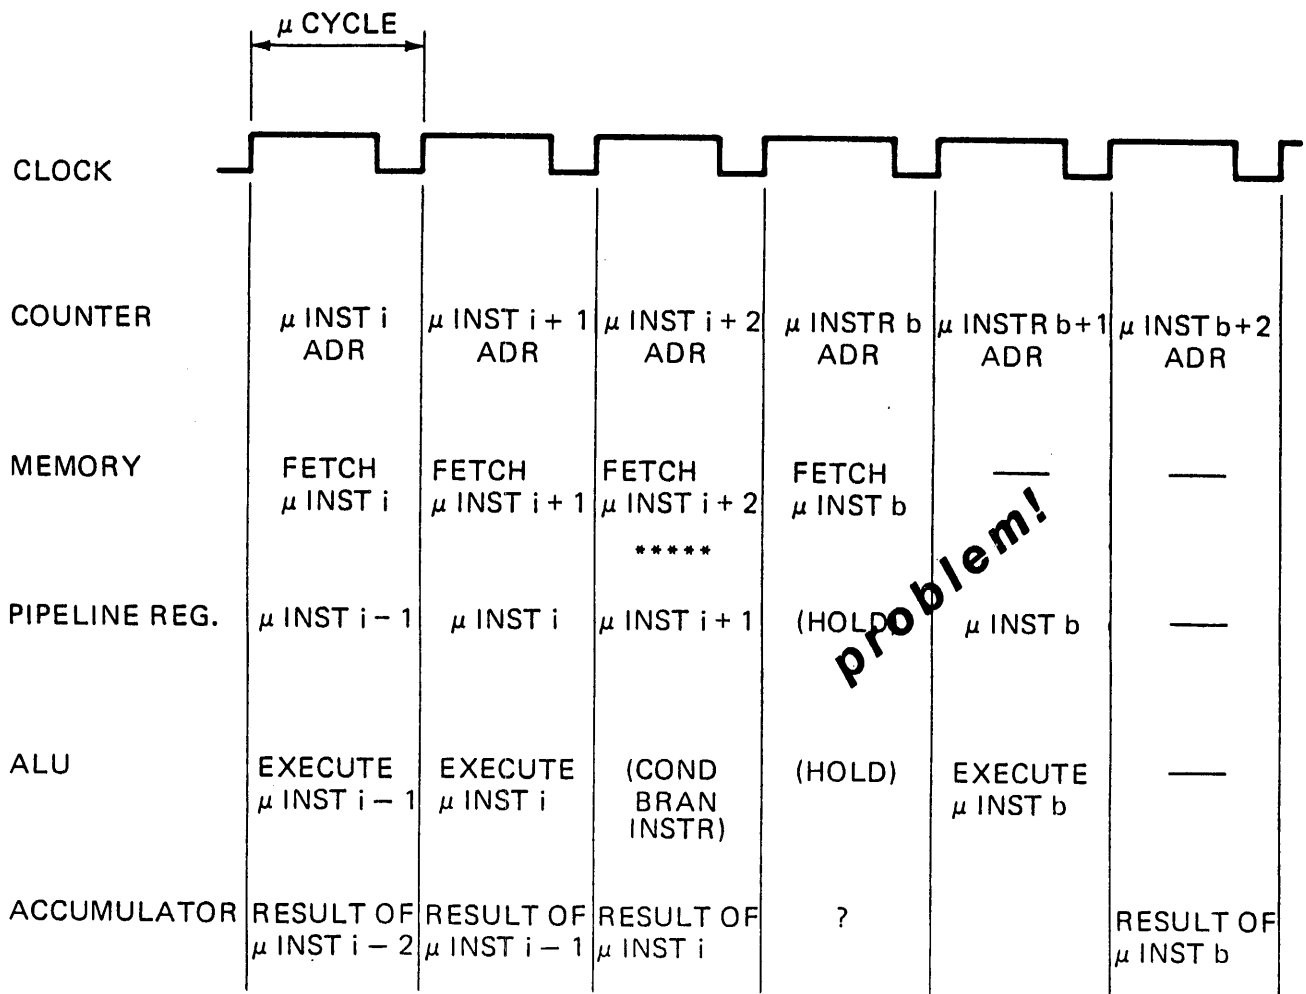 μ CYCLE
CLOCK
COUNTER μ INST i μ INST i + 1 μ INST i + 2 μ INSTR b μ INSTR b+1 μ INST b+2
ADR ADR ADR ADR ADR ADR
MEMORY FETCH FETCH FETCH FETCH — —
μ INST i μ INST i + 1 μ INST i + 2 μ INST b
*****
problem!
PIPELINE REG. μ INST i – 1 μ INST i μ INST i + 1 (HOLD) μ INST b —
ALU EXECUTE EXECUTE (COND (HOLD) EXECUTE —
μ INST i – 1 μ INST i BRAN μ INST b
INSTR)
ACCUMULATOR RESULT OF RESULT OF RESULT OF ? RESULT OF
μ INST i – 2 μ INST i – 1 μ INST i μ INST b